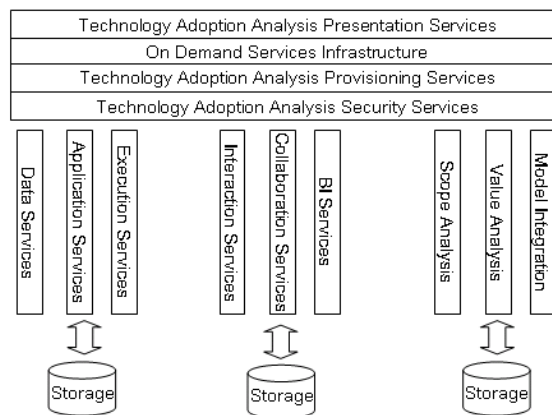 Technology Adoption Analysis Presentation Services
On Demand Services Infrastructure
Technology Adoption Analysis Provisioning Services
Technology Adoption Analysis Security Services
Data Services
Application Services
Execution Services
Interaction Services
Collaboration Services
BI Services
Scope Analysis
Value Analysis
Model Integration
Storage
Storage
Storage